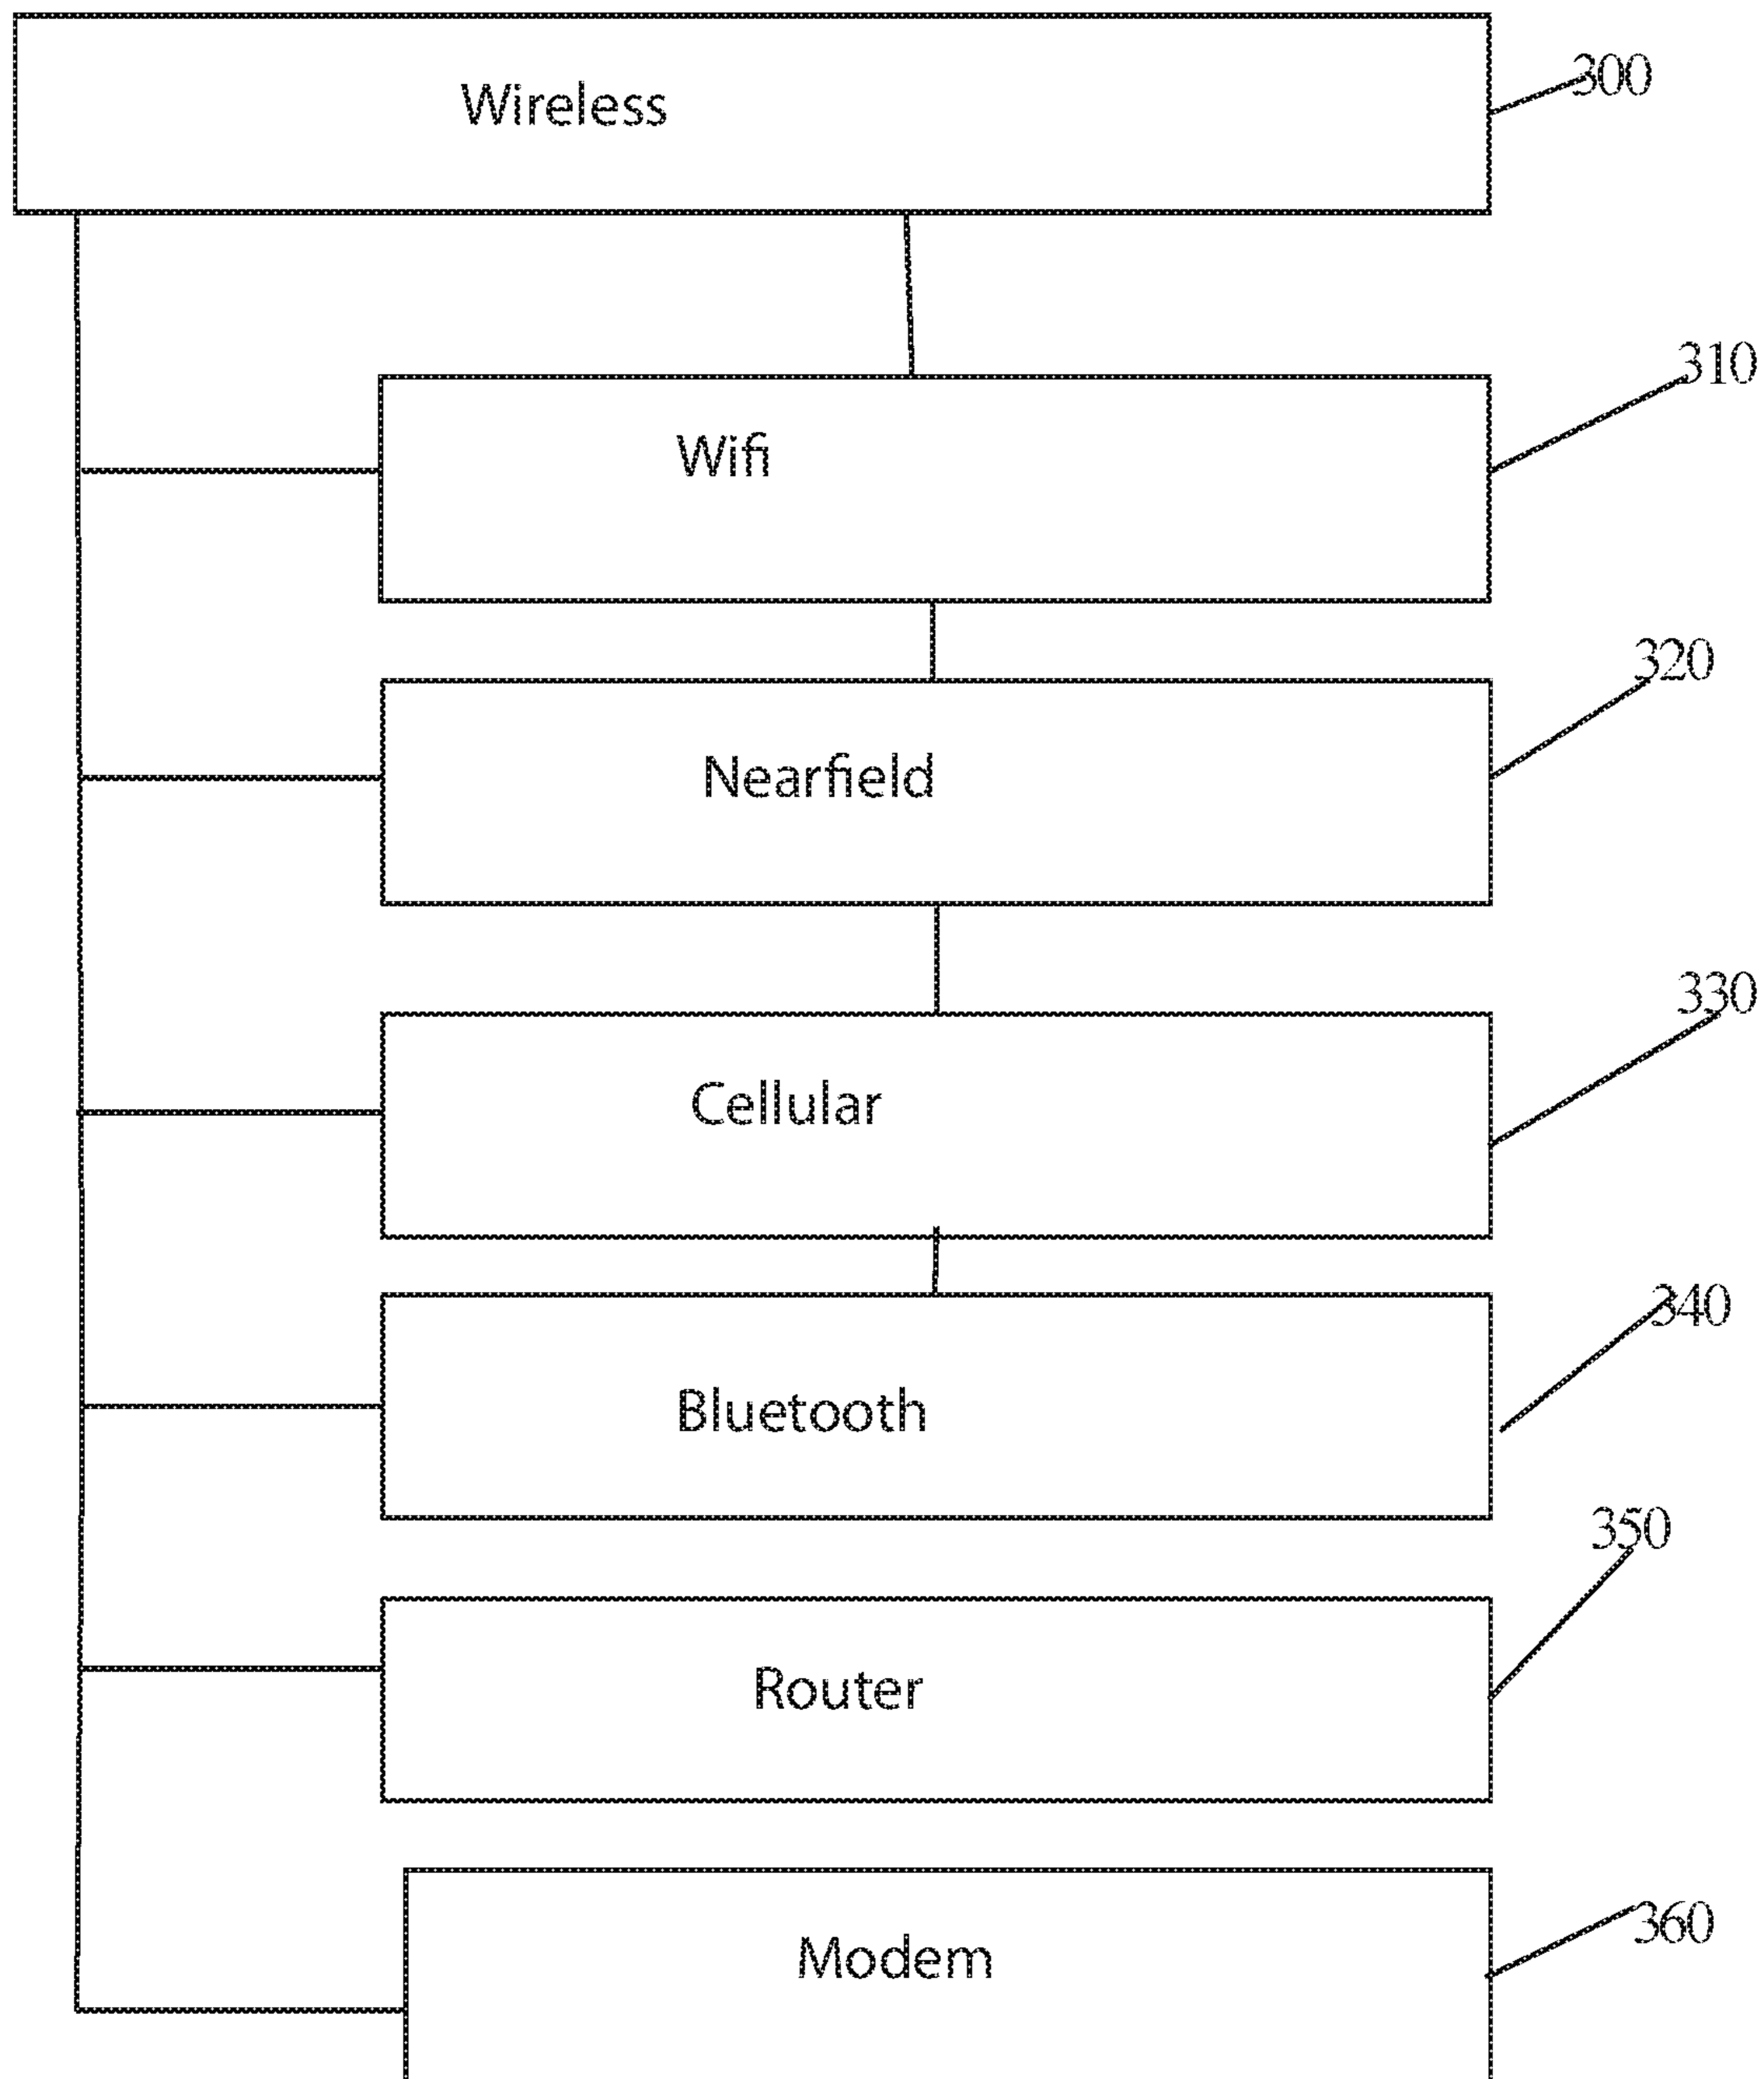 Wireless
300
Wifi
310
Nearfield
320
Cellular
330
Bluetooth
340
Router
350
Modem
360